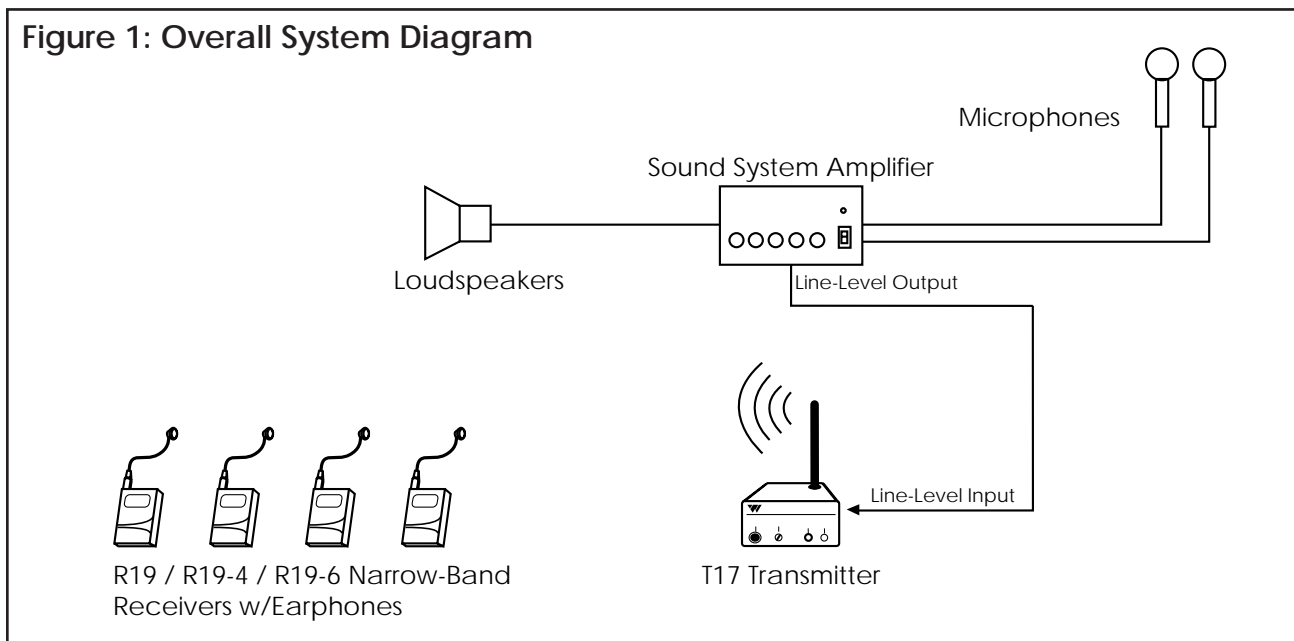 Figure 1: Overall System Diagram
Microphones
Sound System Amplifier
Loudspeakers
Line-Level Output
Line-Level Input
R19 / R19-4 / R19-6 Narrow-Band
Receivers w/Earphones
T17 Transmitter